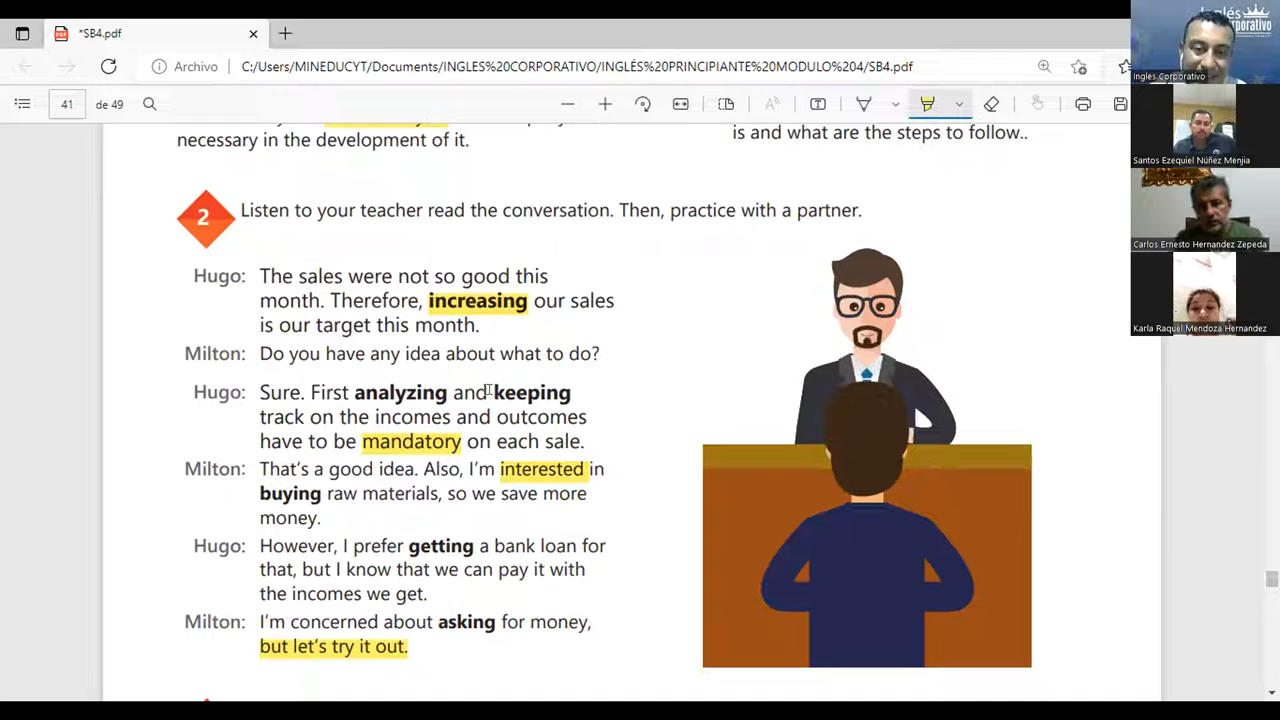 *SB4.pdf
Archivo C:/Users/MINEDUCYT/Documents/INGLES%20CORPORATIVO/INGLÉS%20PRINCIPIANTE%20MODULO%204/SB4.pdf
41 de 49
necessary in the development of it.
is and what are the steps to follow..
2 Listen to your teacher read the conversation. Then, practice with a partner.
Hugo: The sales were not so good this
month. Therefore, increasing our sales
is our target this month.
Milton: Do you have any idea about what to do?
Hugo: Sure. First analyzing and keeping
track on the incomes and outcomes
have to be mandatory on each sale.
Milton: That's a good idea. Also, I'm interested in
buying raw materials, so we save more
money.
Hugo: However, I prefer getting a bank loan for
that, but I know that we can pay it with
the incomes we get.
Milton: I'm concerned about asking for money,
but let's try it out.
Ingles Corporativo
Santos Ezequiel Núñez Menjia
Carlos Ernesto Hernandez Zepeda
Karla Raquel Mendoza Hernandez